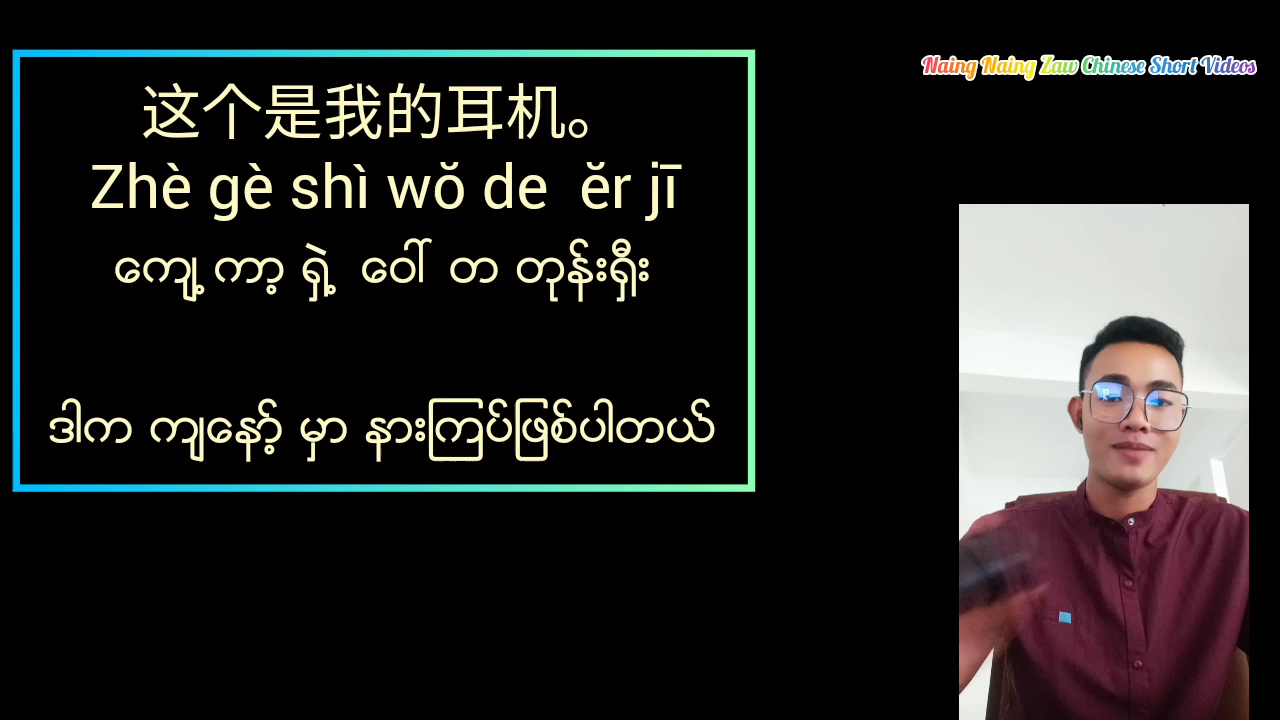 这个是我的耳机。
Zhè gè shì wǒ de ĕr jī
ကျေ့ ကာ့ ရှဲ့ ဝေါ် တ တုန်းရှီး
ဒါက ကျနော့် မှာ နားကြပ်ဖြစ်ပါတယ်
Naing Naing Zaw Chinese Short Videos